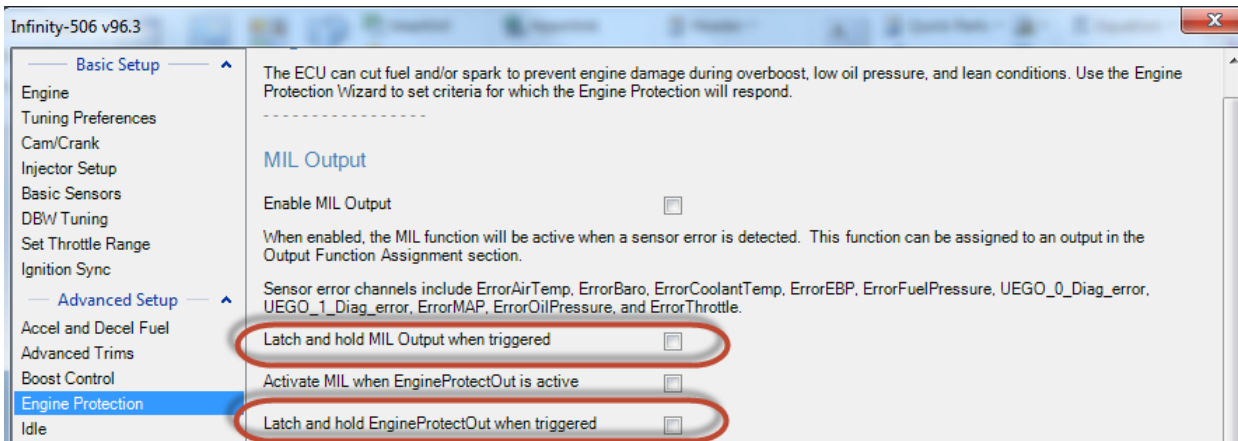 Infinity-506 v96.3
X
Basic Setup
Engine
Tuning Preferences
Cam/Crank
Injector Setup
Basic Sensors
DBW Tuning
Set Throttle Range
Ignition Sync
Advanced Setup
Accel and Decel Fuel
Advanced Trims
Boost Control
Engine Protection
Idle
The ECU can cut fuel and/or spark to prevent engine damage during overboost, low oil pressure, and lean conditions. Use the Engine
Protection Wizard to set criteria for which the Engine Protection will respond.
- - - - - - - - - - - - - - - - -
MIL Output
Enable MIL Output
When enabled, the MIL function will be active when a sensor error is detected. This function can be assigned to an output in the
Output Function Assignment section.
Sensor error channels include ErrorAirTemp, ErrorBaro, ErrorCoolantTemp, ErrorEBP, ErrorFuelPressure, UEGO_0_Diag_error,
UEGO_1_Diag_error, ErrorMAP, ErrorOilPressure, and ErrorThrottle.
Latch and hold MIL Output when triggered
Activate MIL when EngineProtectOut is active
Latch and hold EngineProtectOut when triggered